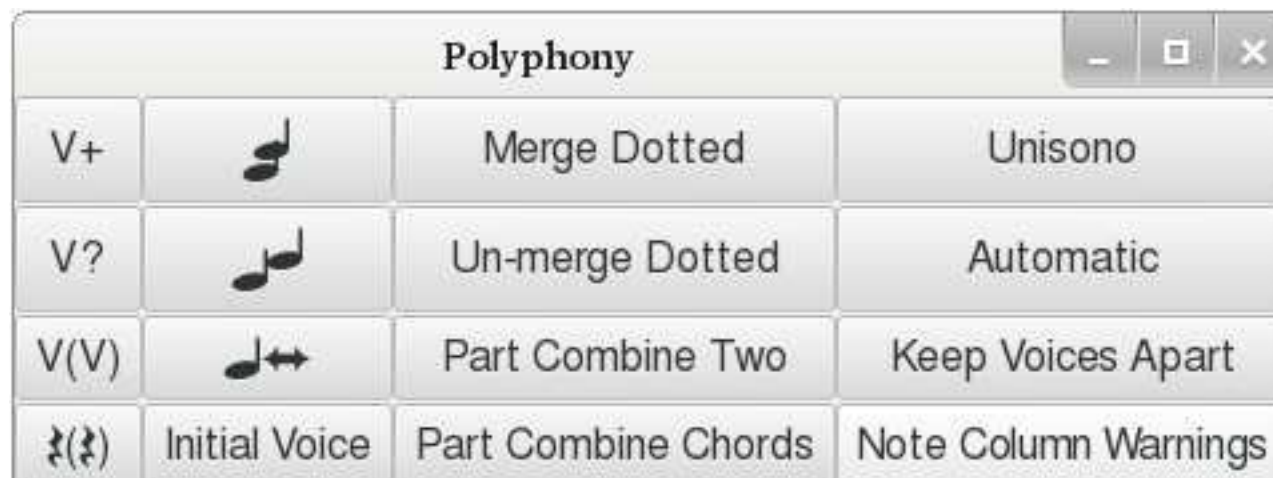 Polyphony
V+ Merge Dotted Unisono
V? Un-merge Dotted Automatic
V(V) Part Combine Two Keep Voices Apart
𝄽(𝄽) Initial Voice Part Combine Chords Note Column Warnings